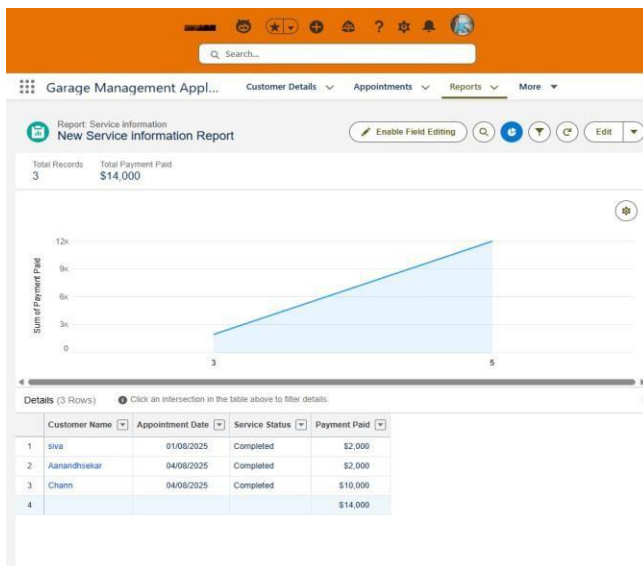 Search...
Garage Management Appl... Customer Details Appointments Reports More
Report: Service information
New Service information Report
Enable Field Editing Edit
Total Records Total Payment Paid
3 $14,000
Sum of Payment Paid
12K
9K
6K
3K
0
3 5
Details (3 Rows) Click an intersection in the table above to filter details.
Customer Name Appointment Date Service Status Payment Paid
1 siva 01/08/2025 Completed $2,000
2 Aanandhsekar 04/08/2025 Completed $2,000
3 Chann 04/08/2025 Completed $10,000
4 $14,000